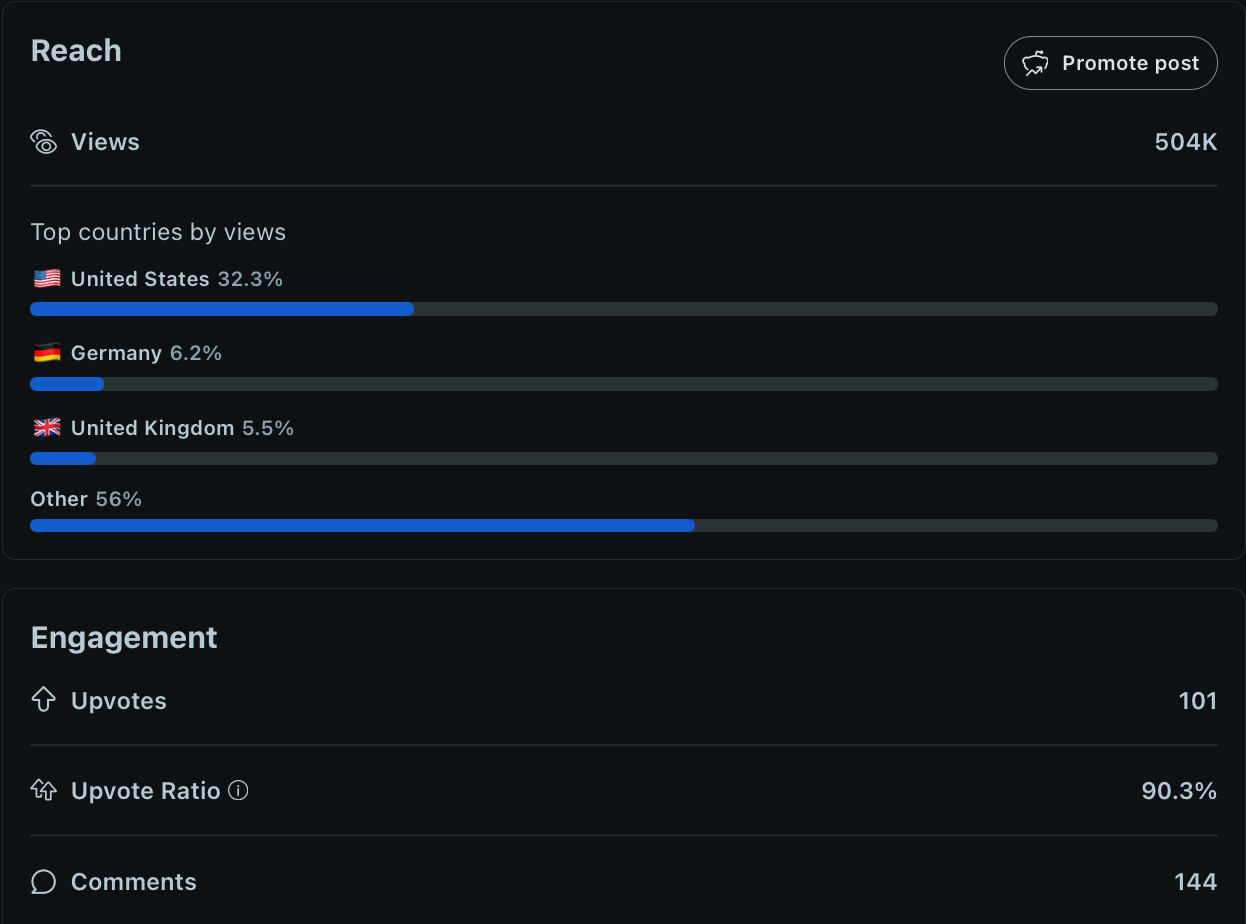 Reach
Promote post
Views
504K
Top countries by views
United States 32.3%
Germany 6.2%
United Kingdom 5.5%
Other 56%
Engagement
Upvotes
101
Upvote Ratio
90.3%
Comments
144